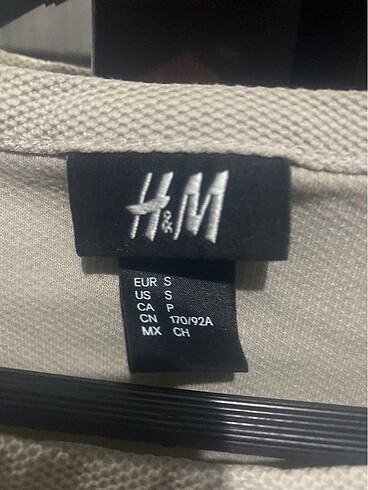 H&M
EUR S
US S
CA P
CN 170/92A
MX CH